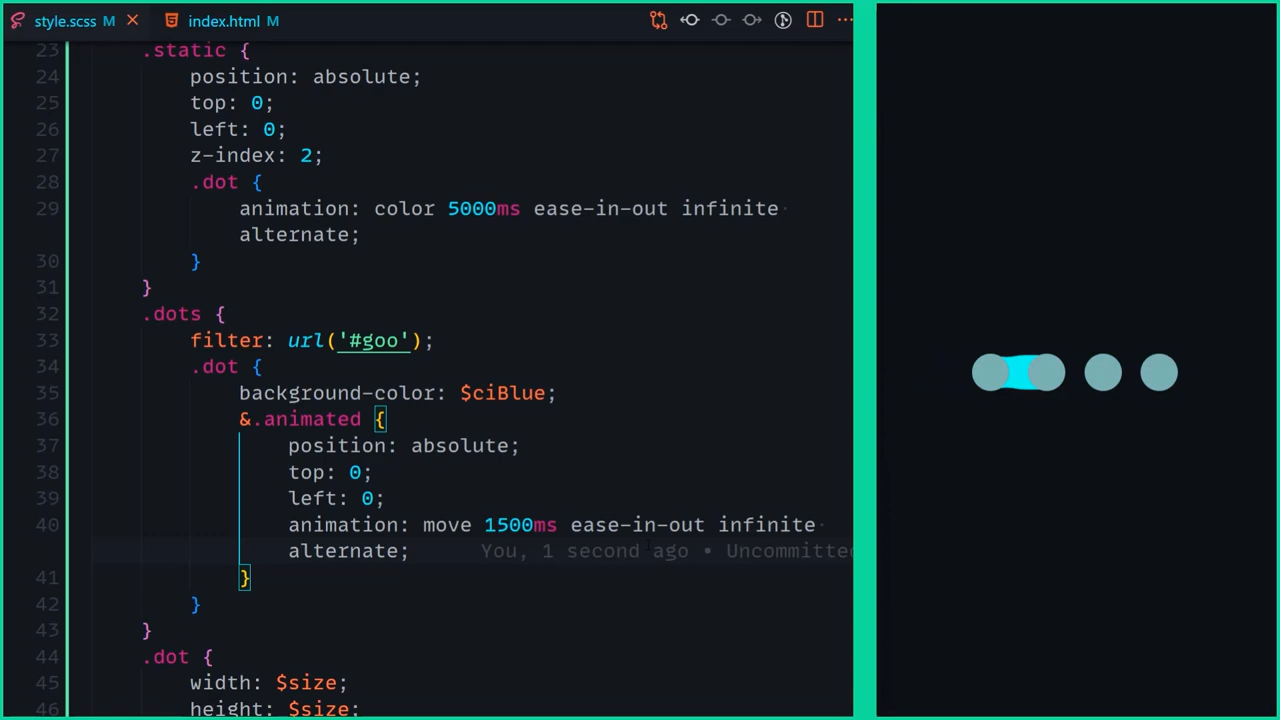 style.scss M index.html M
23 .static {
24 position: absolute;
25 top: 0;
26 left: 0;
27 z-index: 2;
28 .dot {
29 animation: color 5000ms ease-in-out infinite
alternate;
30 }
31 }
32 .dots {
33 filter: url('#goo');
34 .dot {
35 background-color: $ciBlue;
36 &.animated {
37 position: absolute;
38 top: 0;
39 left: 0;
40 animation: move 1500ms ease-in-out infinite
alternate; You, 1 second ago • Uncommitted
41 }
42 }
43 }
44 .dot {
45 width: $size;
46 height: $size;